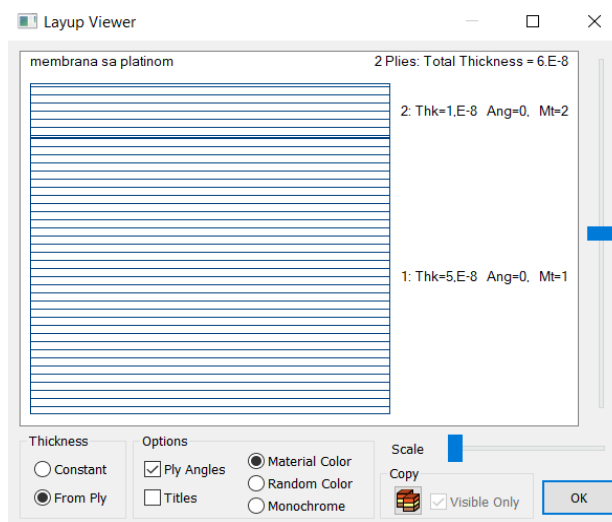 Layup Viewer
membrana sa platinom 2 Plies: Total Thickness = 6.E-8
2: Thk=1,E-8 Ang=0, Mt=2
1: Thk=5,E-8 Ang=0, Mt=1
Thickness
Constant
From Ply
Options
Ply Angles
Titles
Material Color
Random Color
Monochrome
Scale
Copy
Visible Only
OK